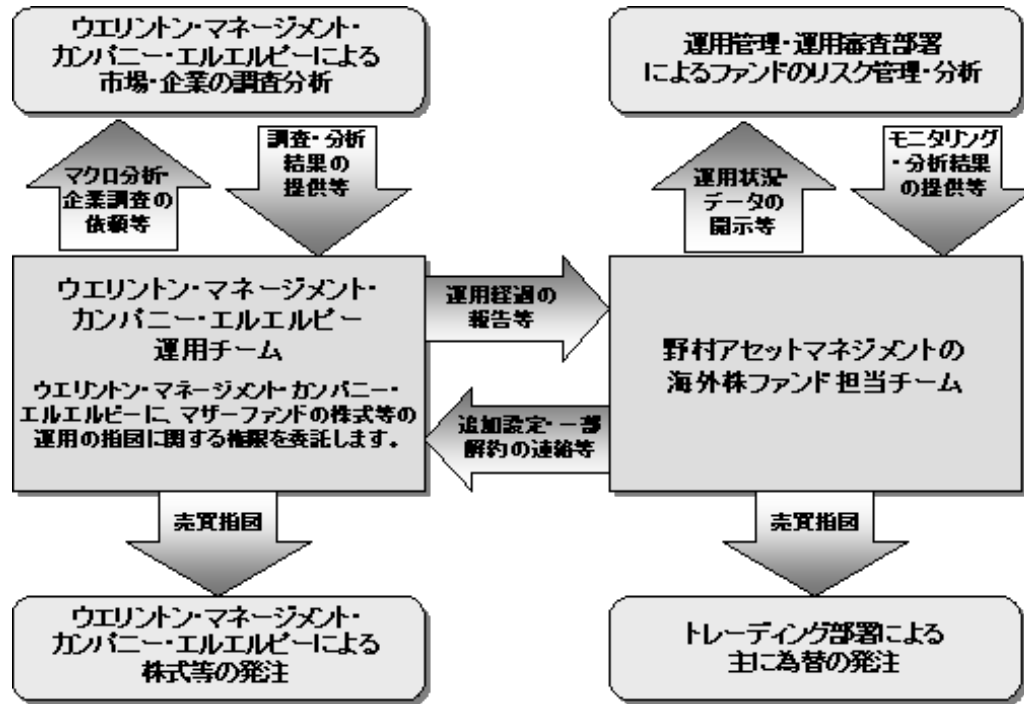 ウエリントン・マネージメント・
カンパニー・エルエルピーによる
市場・企業の調査分析
運用管理・運用審査部署
によるファンドのリスク管理・分析
マクロ分析・
企業調査の
依頼等
調査・分析
結果の
提供等
運用状況・
データの
開示等
モニタリング
・分析結果
の提供等
ウエリントン・マネージメント・
カンパニー・エルエルピー
運用チーム
ウエリントン・マネージメント・カンパニー・
エルエルピーに、マザーファンドの株式等の
運用の指図に関する権限を委託します。
運用経過の
報告等
追加設定・一部
解約の連絡等
野村アセットマネジメントの
海外株ファンド担当チーム
売買指図
売買指図
ウエリントン・マネージメント・
カンパニー・エルエルピーによる
株式等の発注
トレーディング部署による
主に為替の発注